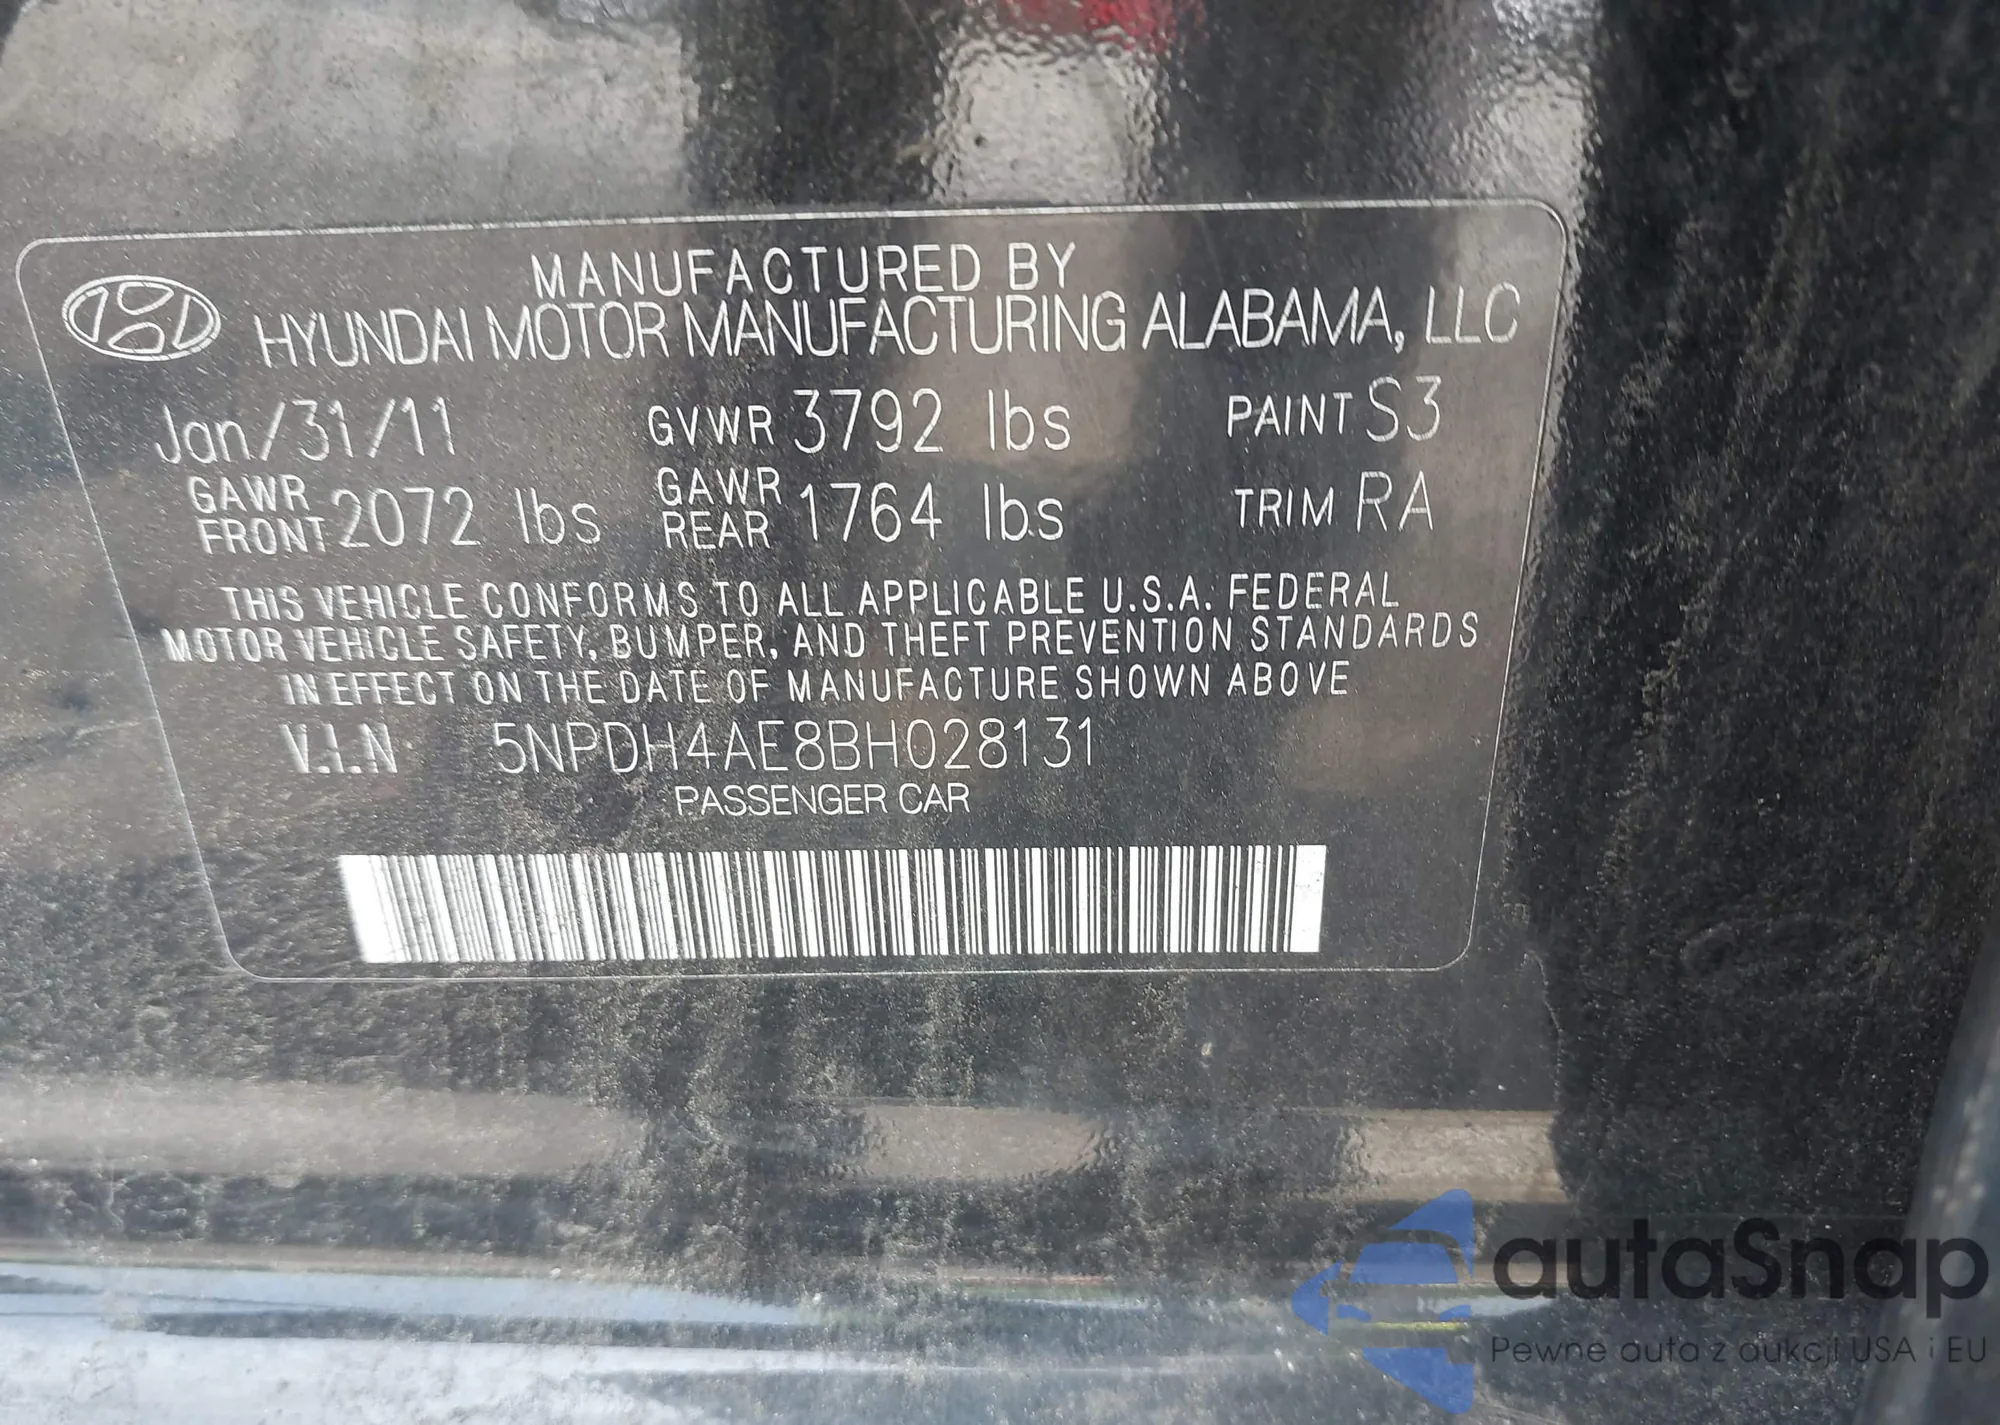 MANUFACTURED BY
HYUNDAI MOTOR MANUFACTURING ALABAMA, LLC
Jan/31/11 GVWR 3792 lbs PAINT S3
GAWR FRONT 2072 lbs GAWR REAR 1764 lbs TRIM RA
THIS VEHICLE CONFORMS TO ALL APPLICABLE U.S.A. FEDERAL
MOTOR VEHICLE SAFETY, BUMPER, AND THEFT PREVENTION STANDARDS
IN EFFECT ON THE DATE OF MANUFACTURE SHOWN ABOVE
V.I.N 5NPDH4AE8BH028131
PASSENGER CAR
autaSnap
Pewne auta z aukcji USA i EU